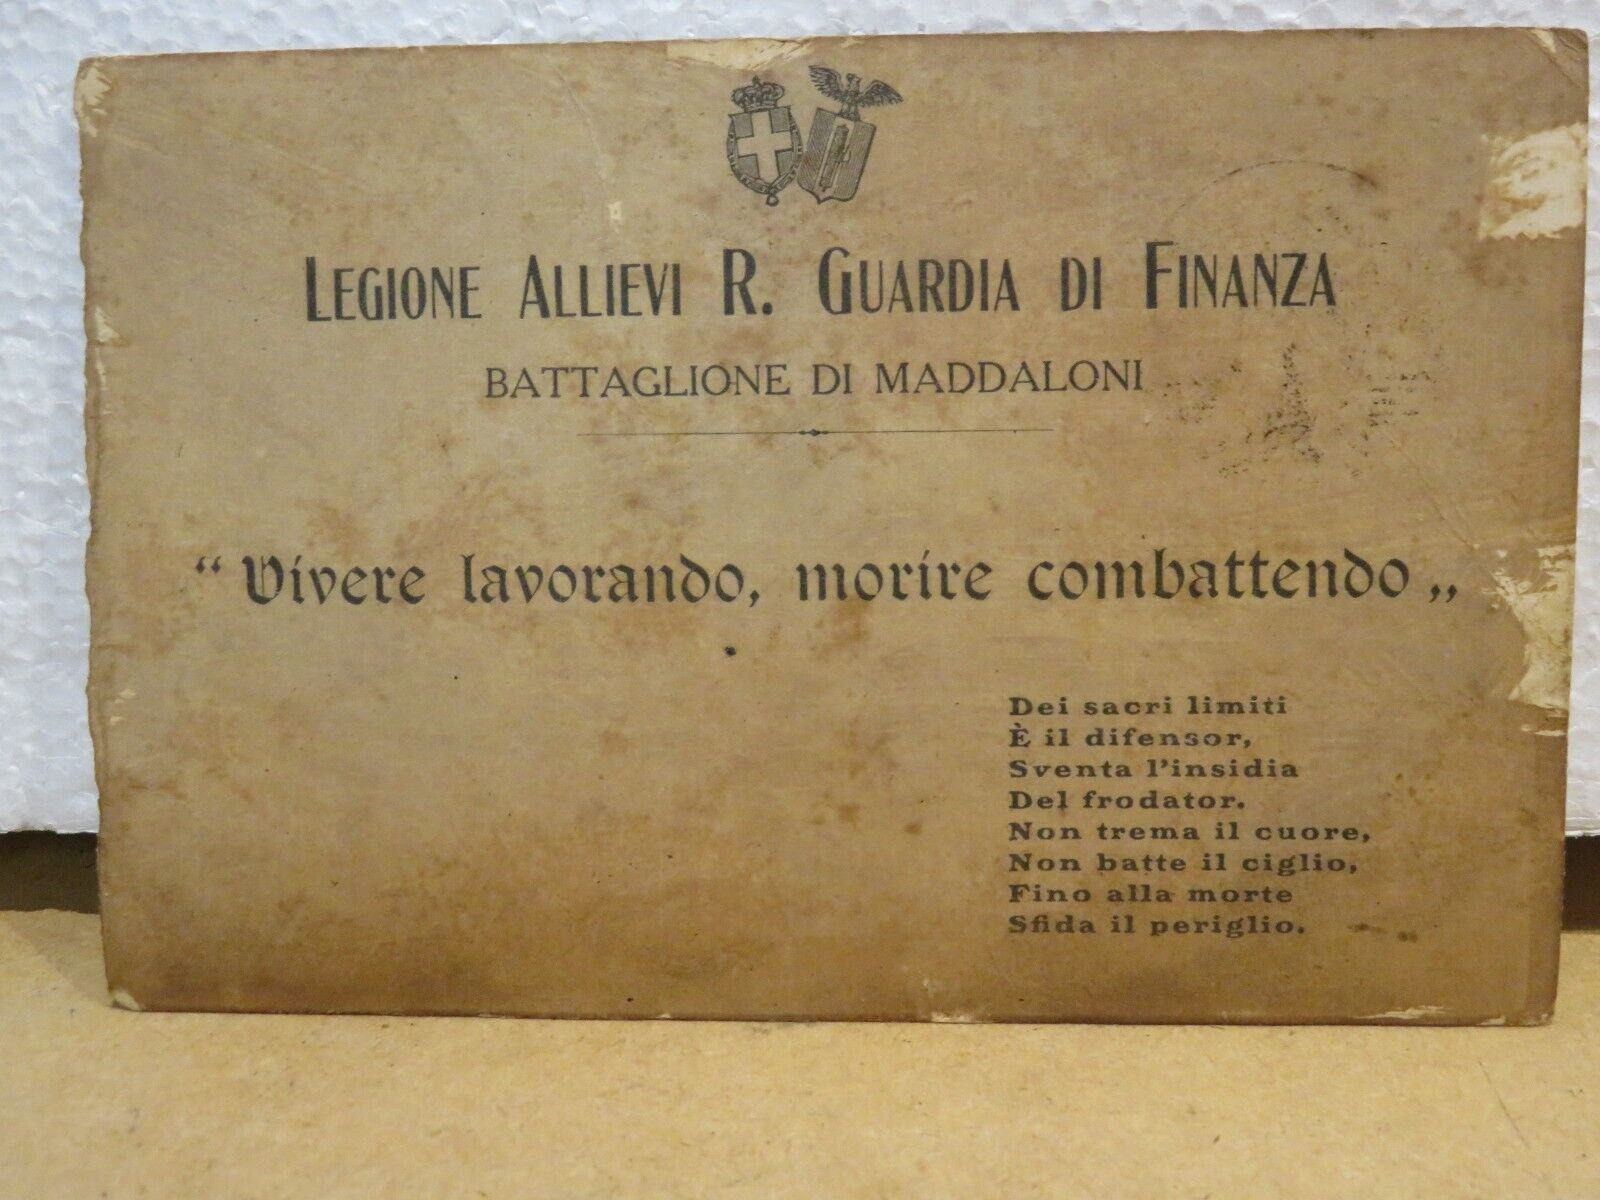 LEGIONE ALLIEVI R. GUARDIA DI FINANZA
BATTAGLIONE DI MADDALONI
“ Vivere lavorando, morire combattendo „
Dei sacri limiti
È il difensor,
Sventa l'insidia
Del frodator.
Non trema il cuore,
Non batte il ciglio,
Fino alla morte
Sfida il periglio.